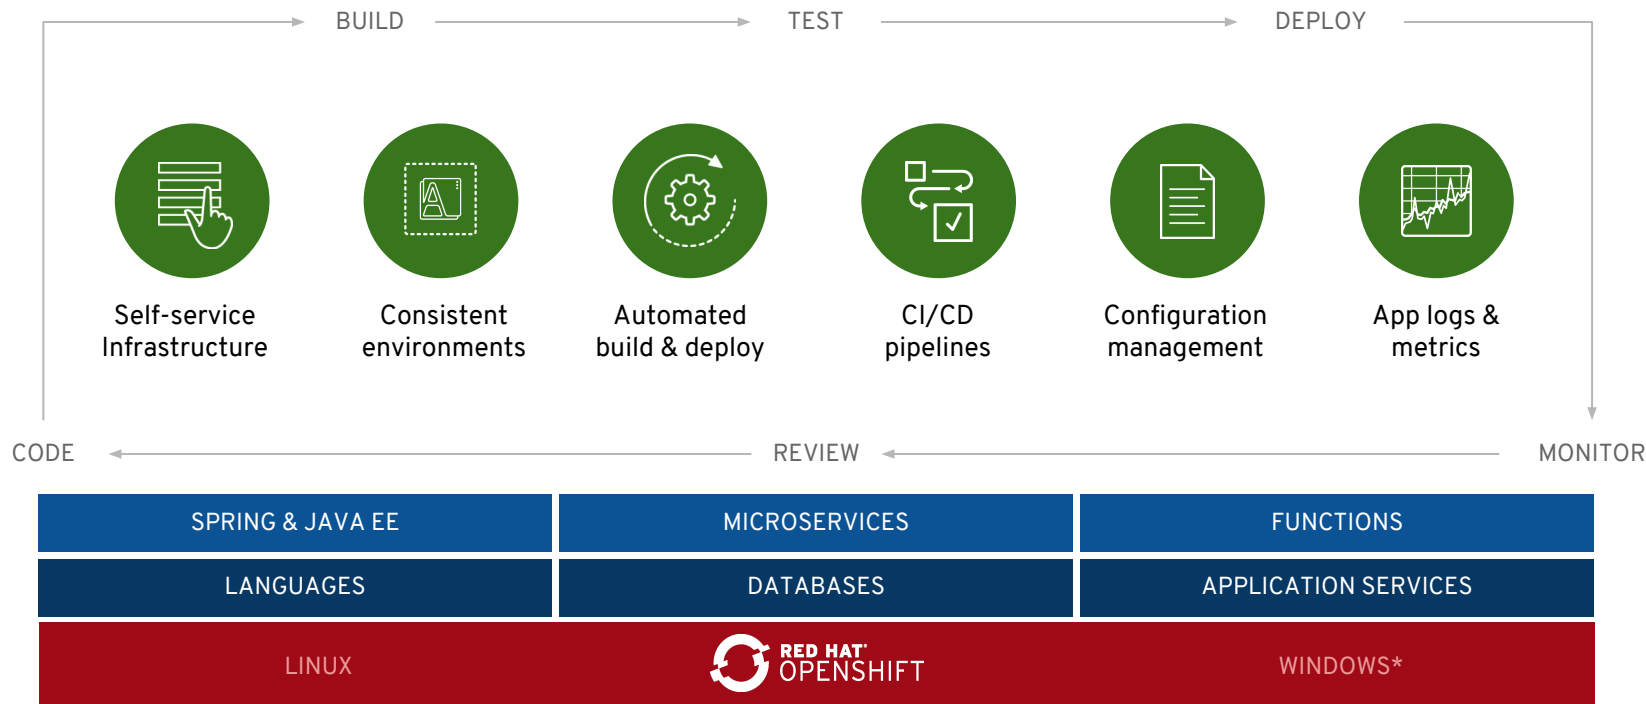 BUILD
TEST
DEPLOY
Self-service
Infrastructure
Consistent
environments
Automated
build & deploy
CI/CD
pipelines
Configuration
management
App logs &
metrics
CODE
REVIEW
MONITOR
SPRING & JAVA EE
MICROSERVICES
FUNCTIONS
LANGUAGES
DATABASES
APPLICATION SERVICES
LINUX
RED HAT®
OPENSHIFT
WINDOWS*